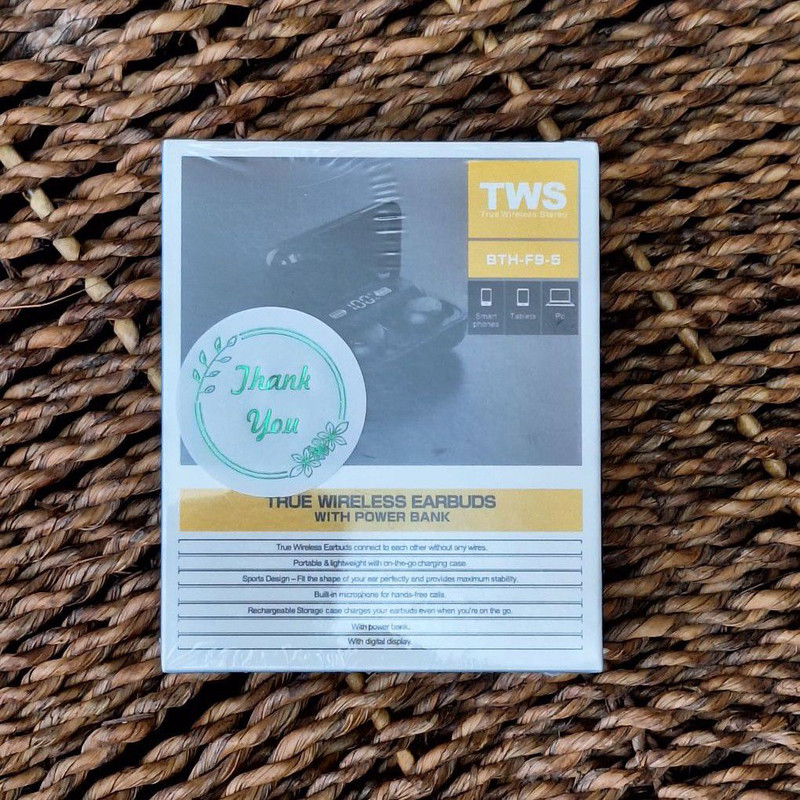 TWS
True Wireless Stereo
BTH-F9-5
Smart phones
Tablets
Pc
100
Thank
You
TRUE WIRELESS EARBUDS
WITH POWER BANK
True Wireless Earbuds connect to each other without any wires.
Portable & lightweight with on-the-go charging case.
Sports Design – Fit the shape of your ear perfectly and provides maximum stability.
Built-in microphone for hands-free calls.
Rechargeable Storage case charges your earbuds even when you're on the go.
With power bank.
With digital display.